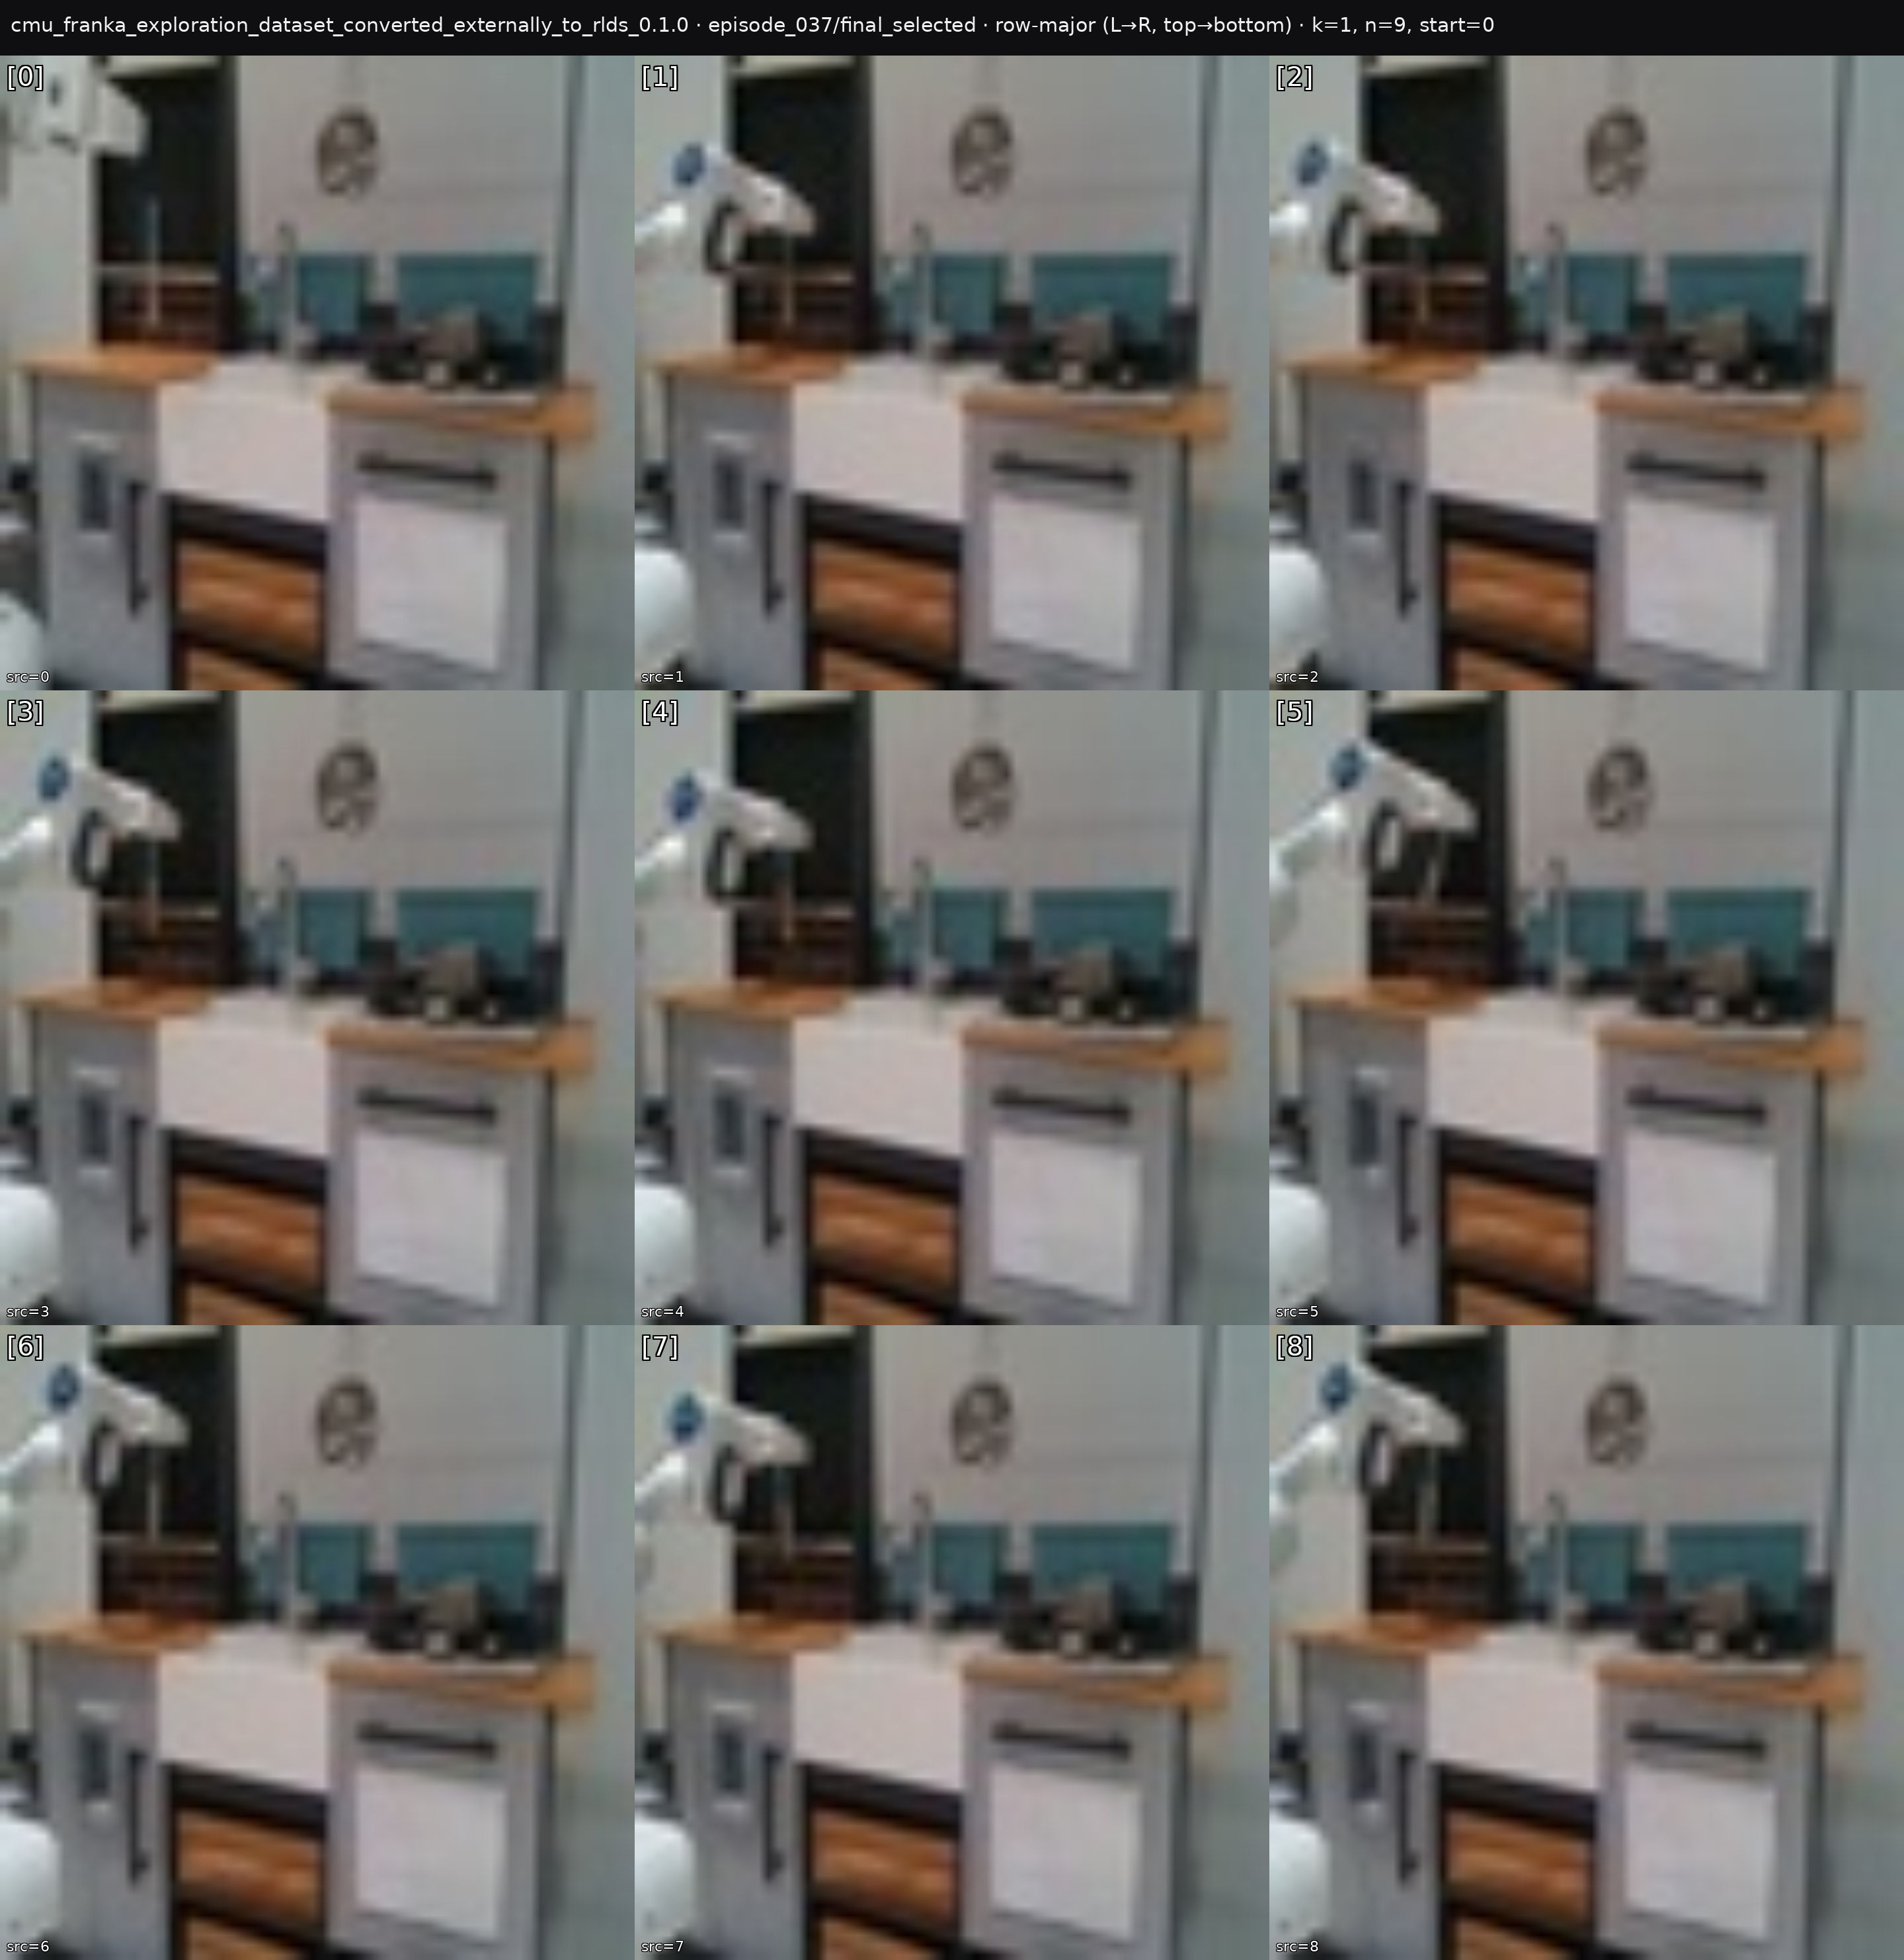 cmu_franka_exploration_dataset_converted_externally_to_rlds_0.1.0 · episode_037/final_selected · row-major (L→R, top→bottom) · k=1, n=9, start=0
[0]
[1]
[2]
src=0
src=1
src=2
[3]
[4]
[5]
src=3
src=4
src=5
[6]
[7]
[8]
src=6
src=7
src=8